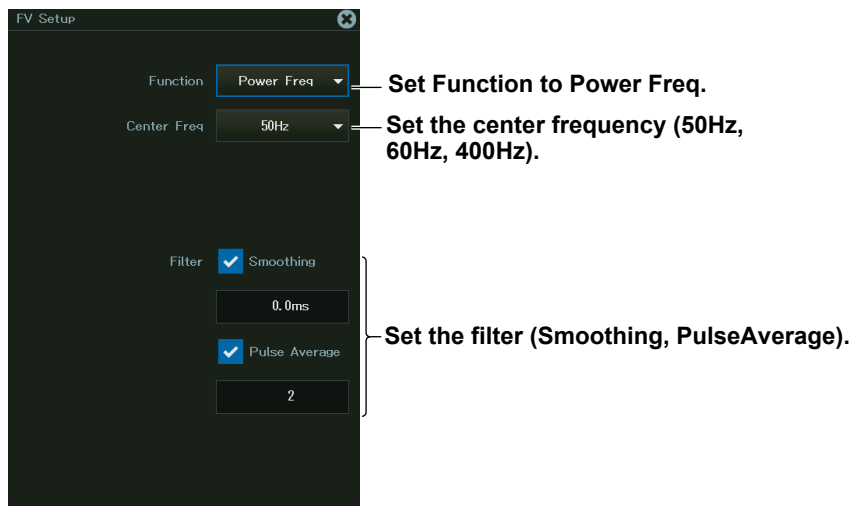 FV Setup
Function
Power Freq
Set Function to Power Freq.
Center Freq
50Hz
Set the center frequency (50Hz,
60Hz, 400Hz).
Filter
Smoothing
0.0ms
Set the filter (Smoothing, PulseAverage).
Pulse Average
2